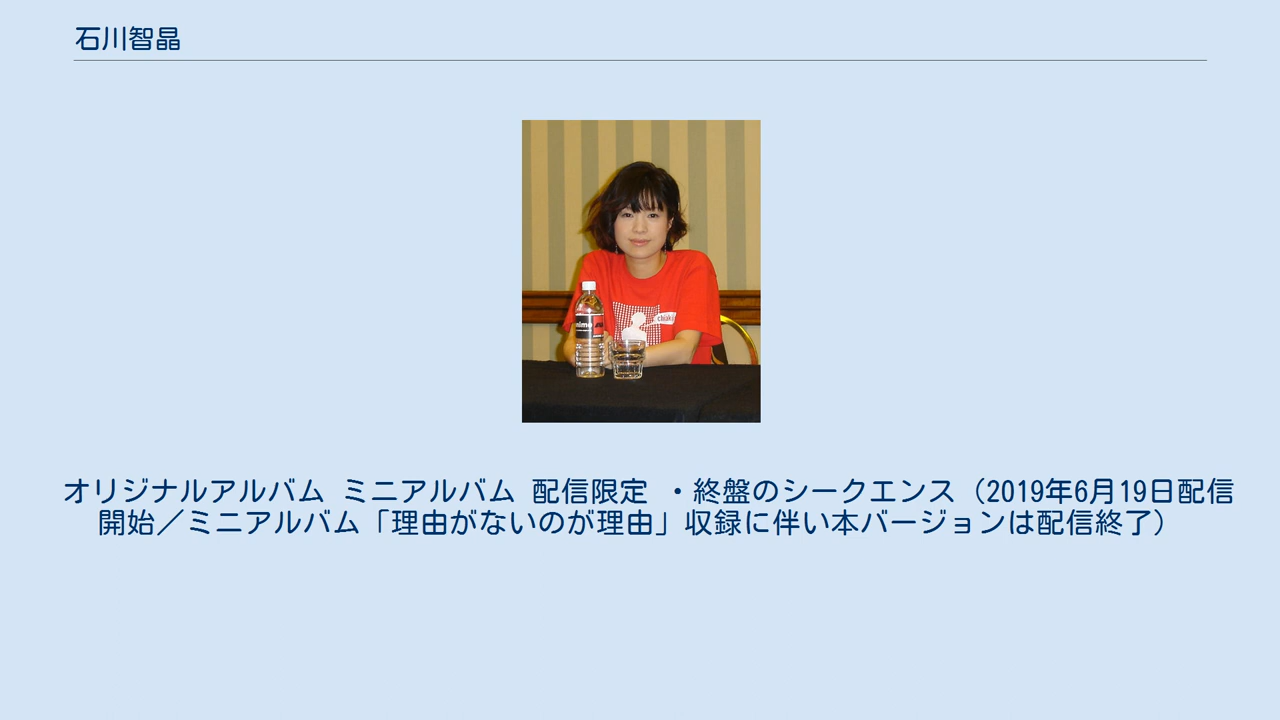 石川智晶
chiaki
オリジナルアルバム ミニアルバム 配信限定 ・終盤のシークエンス（2019年6月19日配信
開始／ミニアルバム「理由がないのが理由」収録に伴い本バージョンは配信終了）